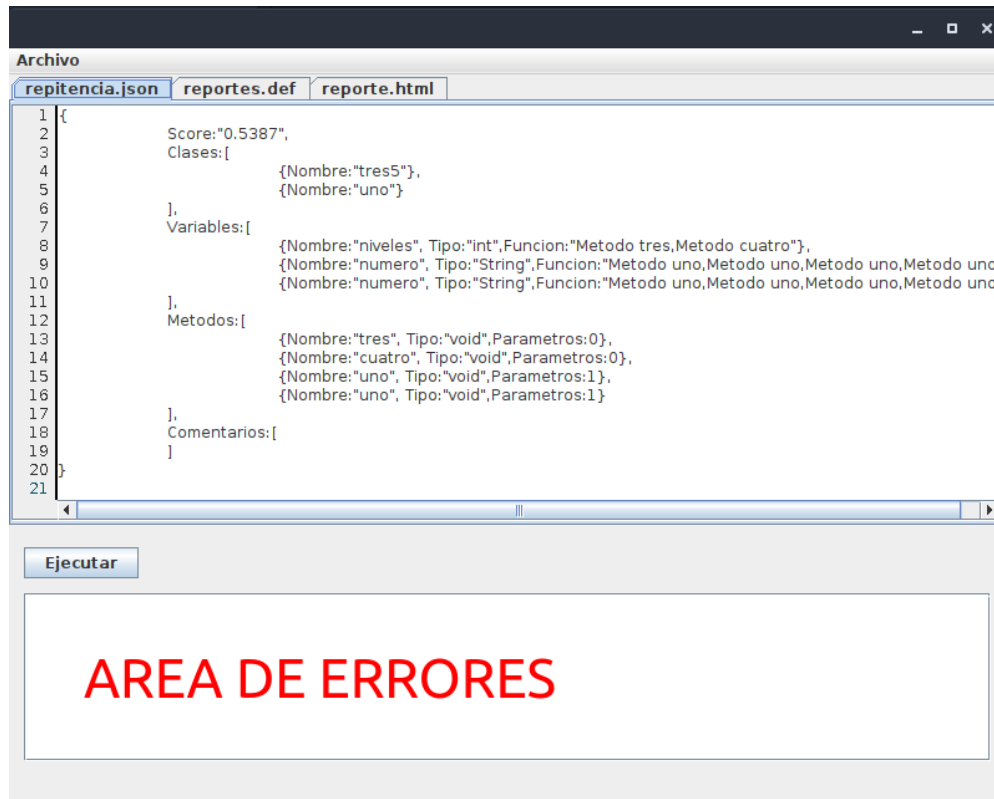 Archivo
repitencia.json reportes.def reporte.html
1 {
2 Score:"0.5387",
3 Clases:[
4 {Nombre:"tres5"},
5 {Nombre:"uno"}
6 ],
7 Variables:[
8 {Nombre:"niveles", Tipo:"int",Funcion:"Metodo tres,Metodo cuatro"},
9 {Nombre:"numero", Tipo:"String",Funcion:"Metodo uno,Metodo uno,Metodo uno,Metodo uno
10 {Nombre:"numero", Tipo:"String",Funcion:"Metodo uno,Metodo uno,Metodo uno,Metodo uno
11 ],
12 Metodos:[
13 {Nombre:"tres", Tipo:"void",Parametros:0},
14 {Nombre:"cuatro", Tipo:"void",Parametros:0},
15 {Nombre:"uno", Tipo:"void",Parametros:1},
16 {Nombre:"uno", Tipo:"void",Parametros:1}
17 ],
18 Comentarios:[
19 ]
20 }
21
Ejecutar
AREA DE ERRORES